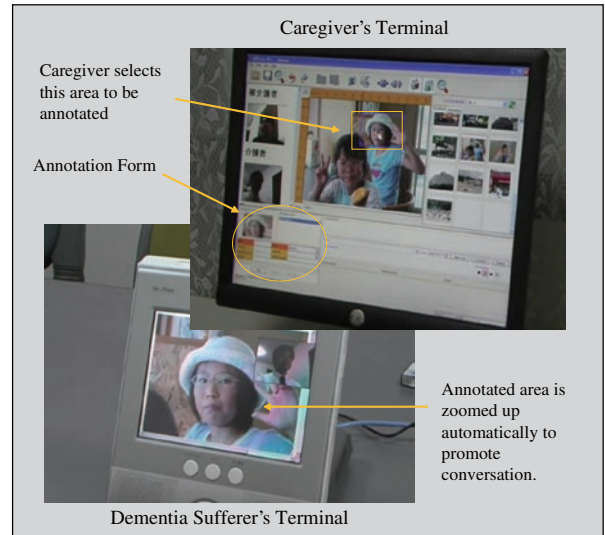 Caregiver's Terminal
Caregiver selects
this area to be
annotated
Annotation Form
Annotated area is
zoomed up
automatically to
promote
conversation.
Dementia Sufferer's Terminal